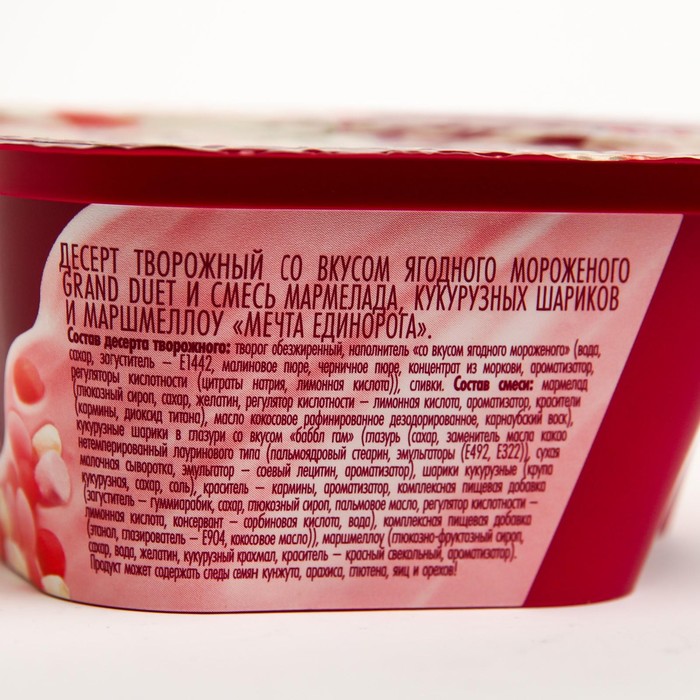 ДЕСЕРТ ТВОРОЖНЫЙ СО ВКУСОМ ЯГОДНОГО МОРОЖЕНОГО
GRAND DUET И СМЕСЬ МАРМЕЛАДА, КУКУРУЗНЫХ ШАРИКОВ
И МАРШМЕЛЛОУ «МЕЧТА ЕДИНОРОГА».
Состав десерта творожного: творог обезжиренный, наполнитель «со вкусом ягодного мороженого» (вода,
сахар, загуститель – Е1442, малиновое пюре, черничное пюре, концентрат из моркови, ароматизатор,
регуляторы кислотности (цитраты натрия, лимонная кислота)), сливки. Состав смеси: мармелад
(глюкозный сироп, сахар, желатин, регулятор кислотности – лимонная кислота, ароматизатор, красители
(кармины, диоксид титана), масло кокосовое рафинированное дезодорированное, карнаубский воск),
кукурузные шарики в глазури со вкусом «баббл гам» (глазурь (сахар, заменитель масла какао
нетемперированный лауринового типа (пальмоядровый стеарин, эмульгаторы (Е492, Е322)), сухая
молочная сыворотка, эмульгатор – соевый лецитин, ароматизатор), шарики кукурузные (крупа
кукурузная, сахар, соль), краситель – кармины, ароматизатор, комплексная пищевая добавка
(загуститель – гуммиарабик, сахар, глюкозный сироп, пальмовое масло, регулятор кислотности –
лимонная кислота, консервант – сорбиновая кислота, вода), комплексная пищевая добавка
(этанол, глазирователь – Е904, кокосовое масло)), маршмеллоу (глюкозно-фруктозный сироп,
сахар, вода, желатин, кукурузный крахмал, краситель – красный свекольный, ароматизатор).
Продукт может содержать следы семян кунжута, арахиса, глютена, яиц и орехов!